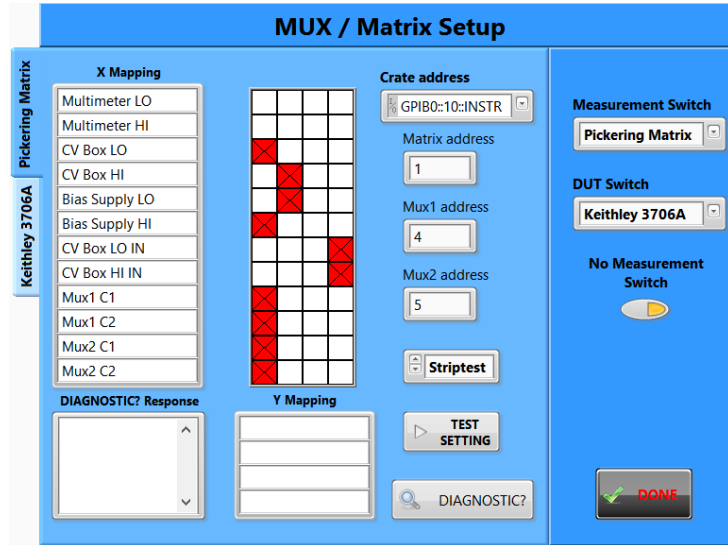 MUX / Matrix Setup
Pickering Matrix
Keithley 3706A
X Mapping
Multimeter LO
Multimeter HI
CV Box LO
CV Box HI
Bias Supply LO
Bias Supply HI
CV Box LO IN
CV Box HI IN
Mux1 C1
Mux1 C2
Mux2 C1
Mux2 C2
DIAGNOSTIC? Response
Y Mapping
Crate address
GPIB0::10::INSTR
Matrix address
1
Mux1 address
4
Mux2 address
5
Striptest
TEST
SETTING
DIAGNOSTIC?
Measurement Switch
Pickering Matrix
DUT Switch
Keithley 3706A
No Measurement
Switch
DONE